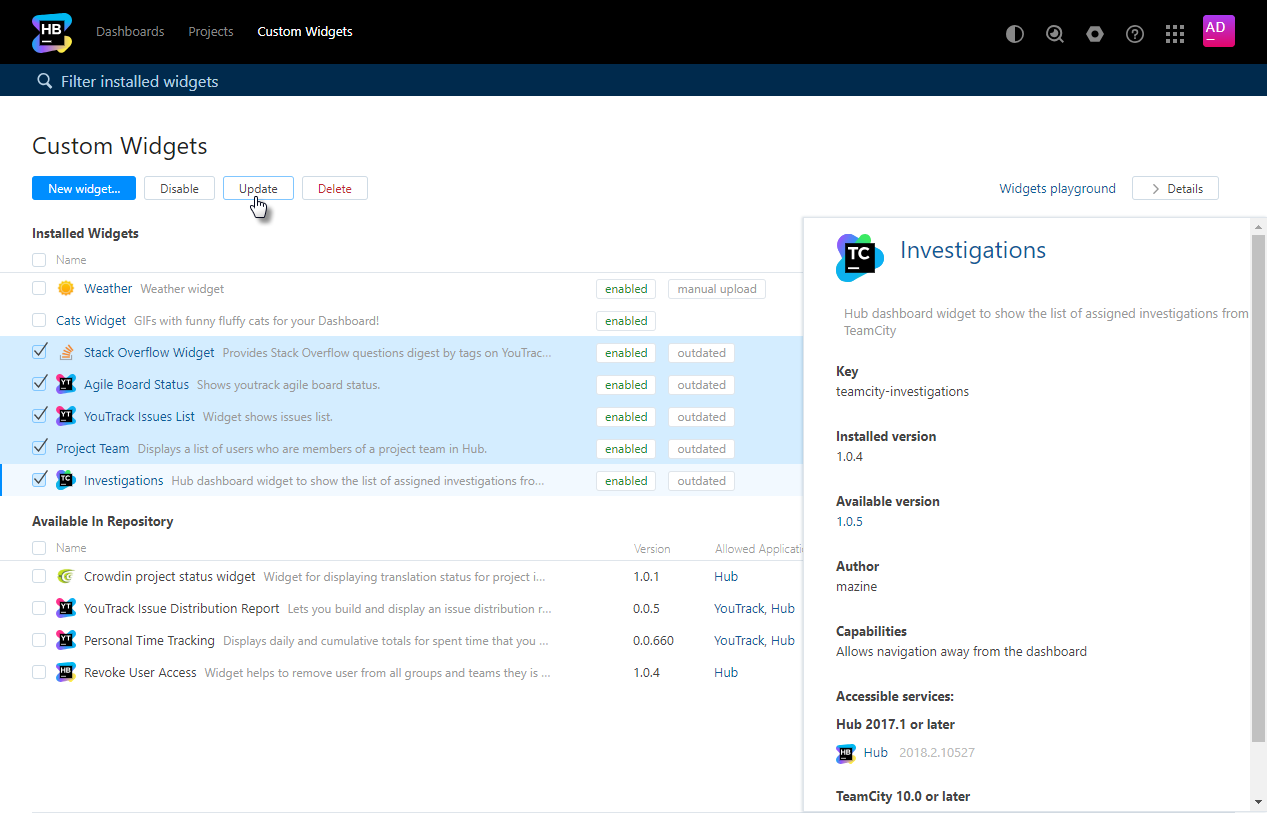 HB
Dashboards Projects Custom Widgets
AD
Filter installed widgets
Custom Widgets
New widget... Disable Update Delete
Widgets playground Details
Installed Widgets
Name
Weather Weather widget enabled manual upload
Cats Widget GIFs with funny fluffy cats for your Dashboard! enabled
Stack Overflow Widget Provides Stack Overflow questions digest by tags on YouTrac... enabled outdated
YT Agile Board Status Shows youtrack agile board status. enabled outdated
YT YouTrack Issues List Widget shows issues list. enabled outdated
Project Team Displays a list of users who are members of a project team in Hub. enabled outdated
TC Investigations Hub dashboard widget to show the list of assigned investigations fro... enabled outdated
Available In Repository
Name Version Allowed Applicati
Crowdin project status widget Widget for displaying translation status for project i... 1.0.1 Hub
YT YouTrack Issue Distribution Report Lets you build and display an issue distribution r... 0.0.5 YouTrack, Hub
YT Personal Time Tracking Displays daily and cumulative totals for spent time that you ... 0.0.660 YouTrack, Hub
HB Revoke User Access Widget helps to remove user from all groups and teams they is ... 1.0.4 Hub
TC Investigations
Hub dashboard widget to show the list of assigned investigations from
TeamCity
Key
teamcity-investigations
Installed version
1.0.4
Available version
1.0.5
Author
mazine
Capabilities
Allows navigation away from the dashboard
Accessible services:
Hub 2017.1 or later
HB Hub 2018.2.10527
TeamCity 10.0 or later